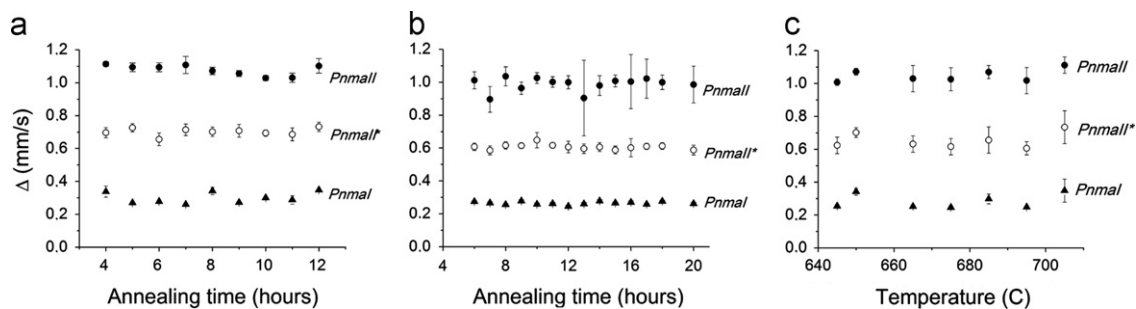 a
Δ (mm/s)
1.2
1.0
0.8
0.6
0.4
0.2
0.0
PnmaII
PnmaII*
PnmaI
4 6 8 10 12
Annealing time (hours)
b
1.2
1.0
0.8
0.6
0.4
0.2
0.0
PnmaII
PnmaII*
PnmaI
4 8 12 16 20
Annealing time (hours)
c
1.2
1.0
0.8
0.6
0.4
0.2
0.0
PnmaII
PnmaII*
PnmaI
640 660 680 700
Temperature (C)